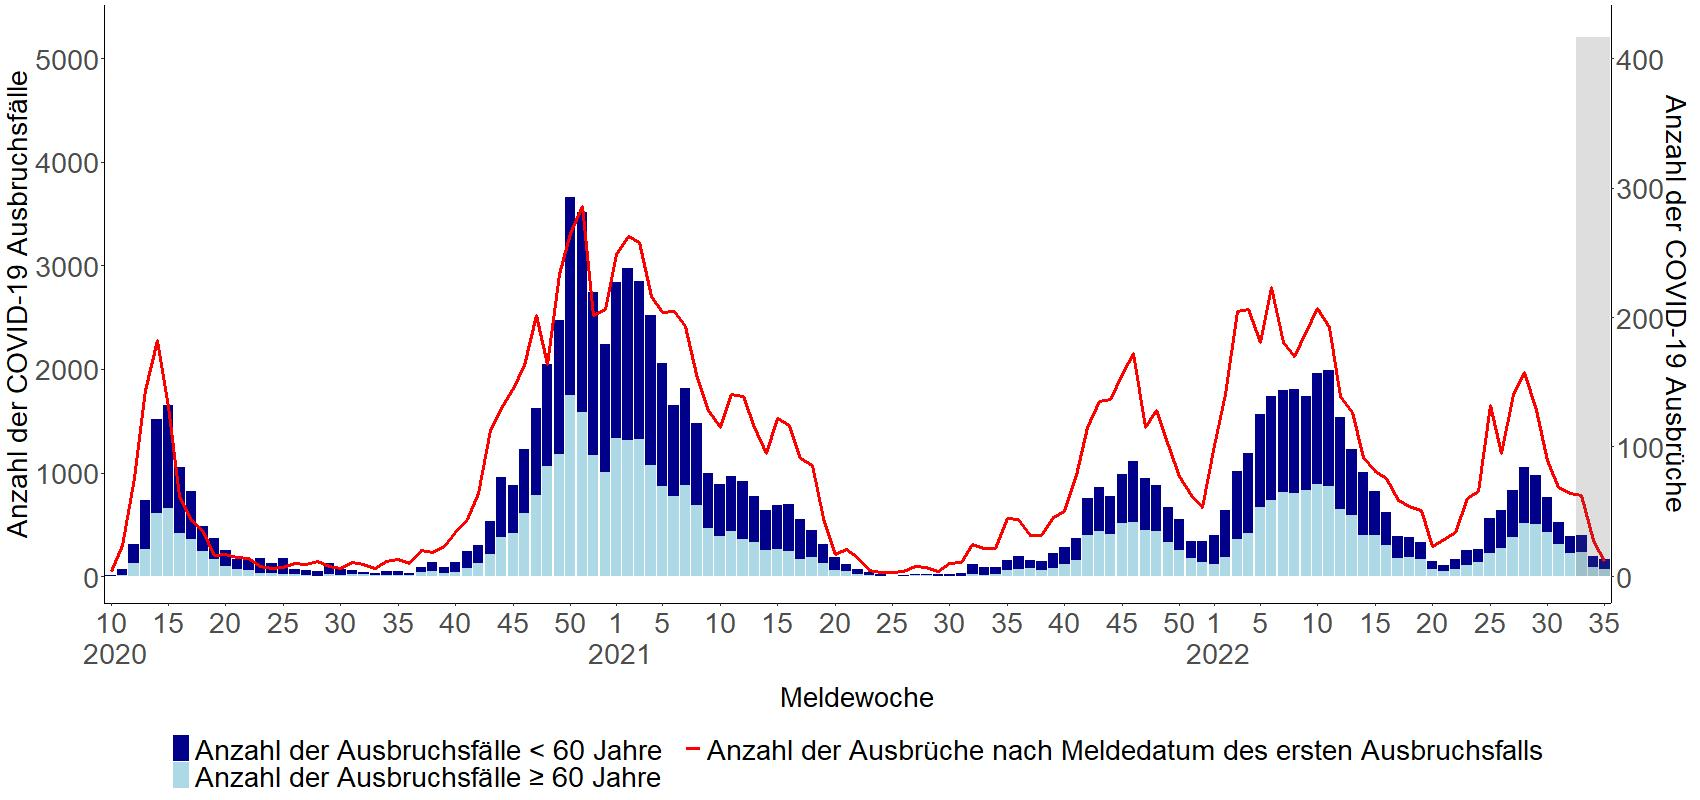 Anzahl der COVID-19 Ausbruchsfälle
5000
4000
3000
2000
1000
0
400
300
200
100
0
Anzahl der COVID-19 Ausbrüche
10 15 20 25 30 35 40 45 50 1 5 10 15 20 25 30 35 40 45 50 1 5 10 15 20 25 30 35
2020 2021 2022
Meldewoche
Anzahl der Ausbruchsfälle < 60 Jahre
Anzahl der Ausbruchsfälle ≥ 60 Jahre
Anzahl der Ausbrüche nach Meldedatum des ersten Ausbruchsfalls